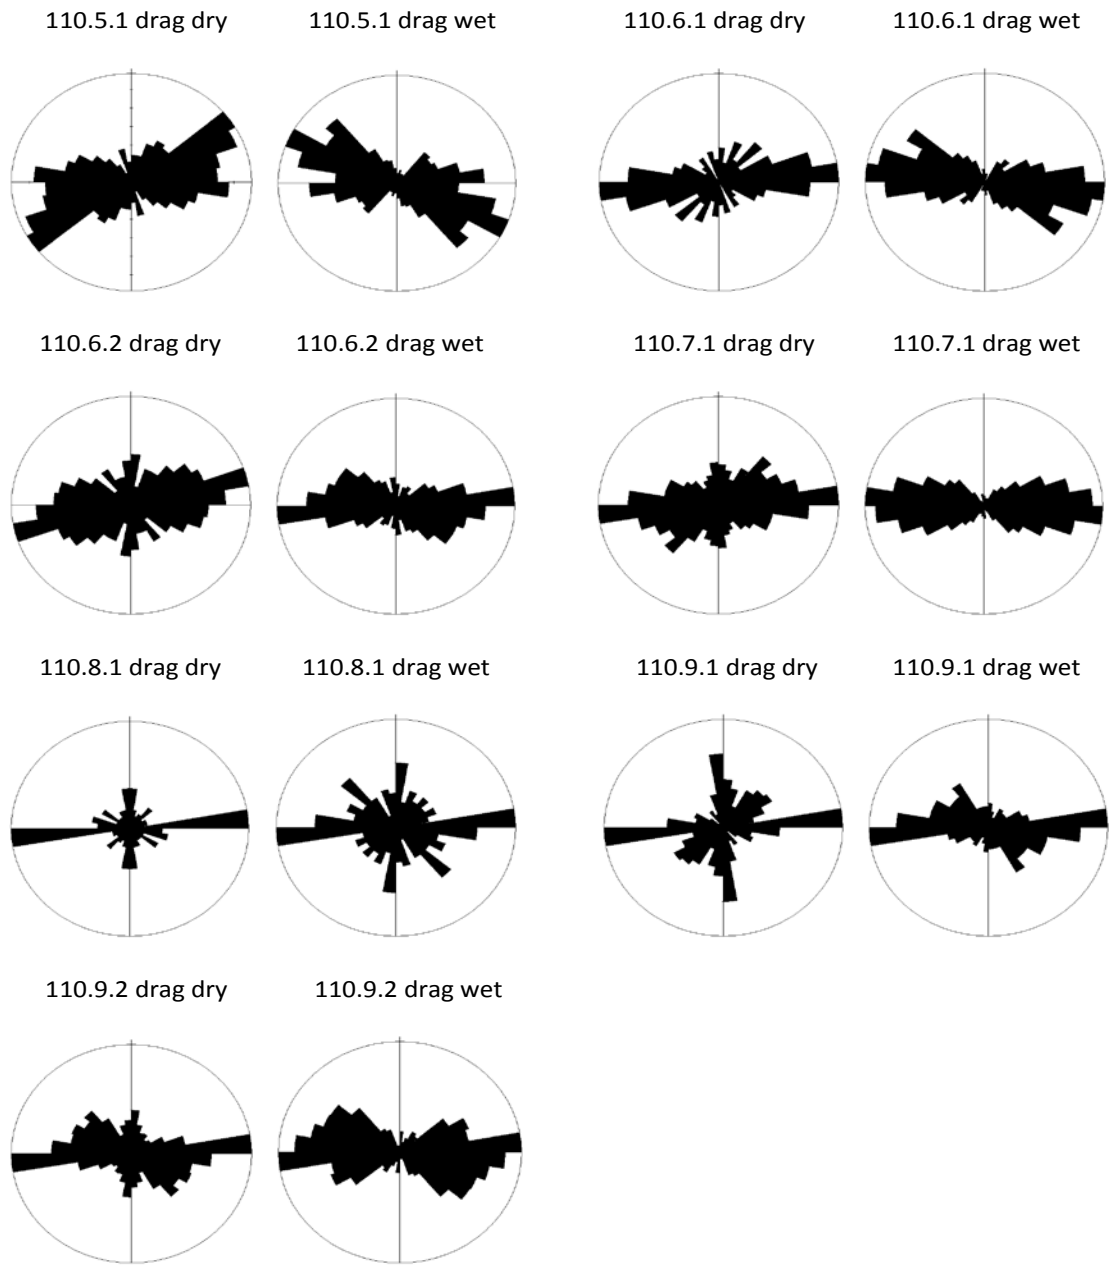 110.5.1 drag dry 110.5.1 drag wet 110.6.1 drag dry 110.6.1 drag wet
110.6.2 drag dry 110.6.2 drag wet 110.7.1 drag dry 110.7.1 drag wet
110.8.1 drag dry 110.8.1 drag wet 110.9.1 drag dry 110.9.1 drag wet
110.9.2 drag dry 110.9.2 drag wet